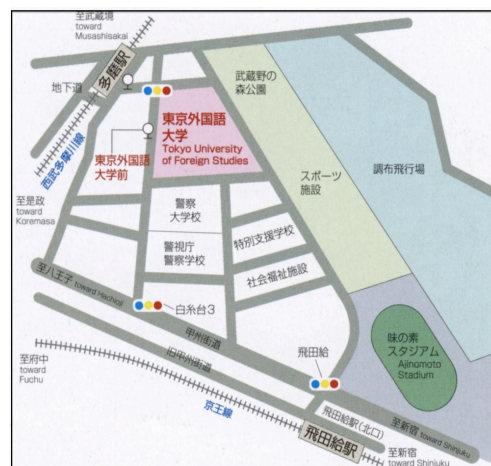 至武蔵境
toward
Musashisakai
多磨駅
地下道
西武多摩川線
東京外国語
大学前
東京外国語
大学
Tokyo University
of Foreign Studies
武蔵野の
森公園
調布飛行場
スポーツ
施設
至是政
toward
Koremasa
警察
大学校
警視庁
警察学校
特別支援学校
社会福祉施設
至八王子 toward Hachioji
白糸台3
甲州街道
旧甲州街道
飛田給
味の素
スタジアム
Ajinomoto
Stadium
至府中
toward
Fuchu
京王線
飛田給駅(北口)
飛田給駅
至新宿 toward Shinjuku
至新宿
toward Shinjuku